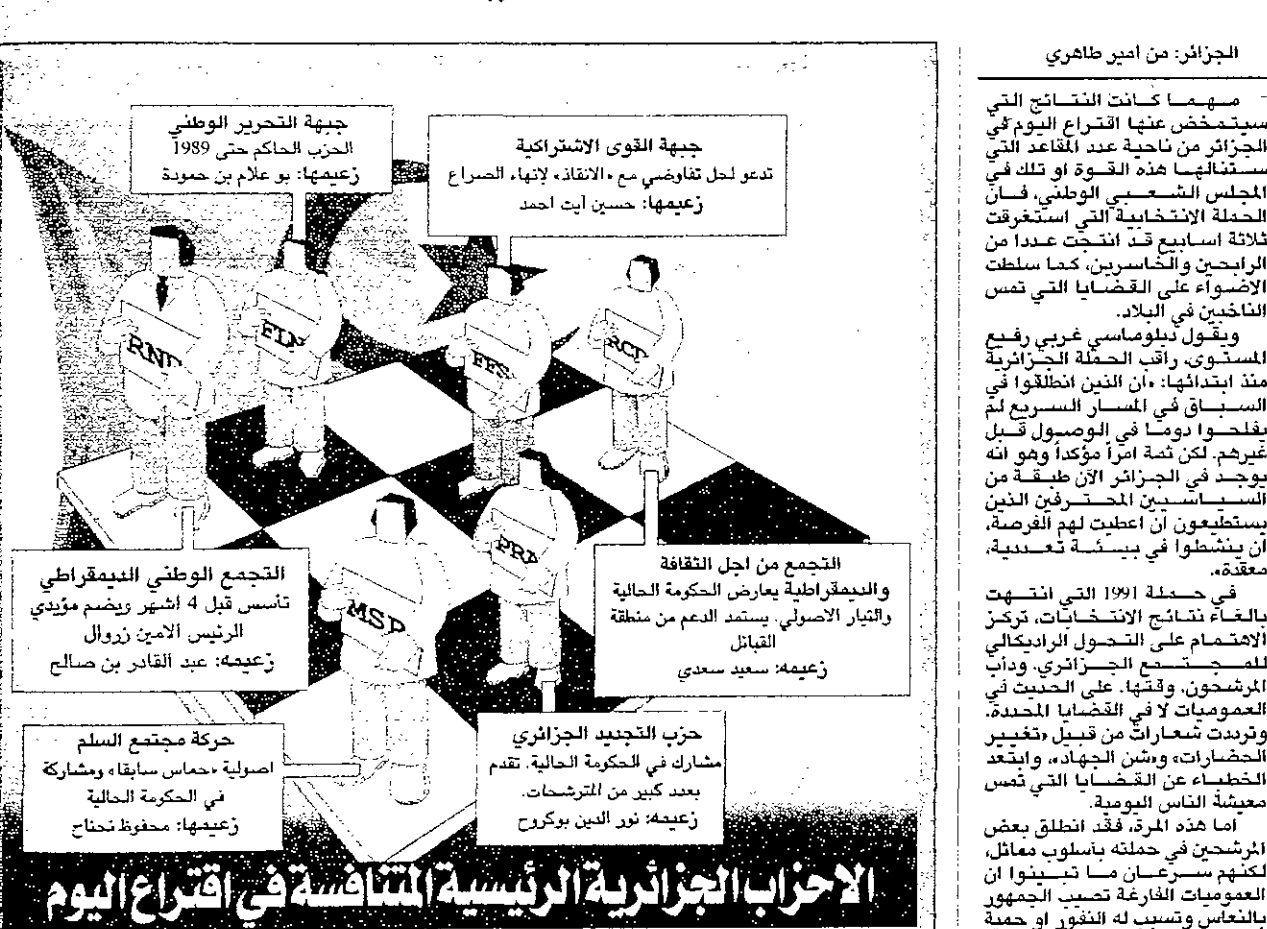 الجزائر: من امير طاهري
مهما كانت النتائج التي
سيتمخض عنها اقتراع اليوم في
الجزائر من ناحية عدد المقاعد التي
ستنالها هذه القوة او تلك في
المجلس الشعبي الوطني، فان
الحملة الانتخابية التي استغرقت
ثلاثة اسابيع قد انتجت عددا من
الرابحين والخاسرين، كما سلطت
الاضواء على القضايا التي تمس
الناخبين في البلاد.
ويقول دبلوماسي غربي رفيع
المستوى، راقب الحملة الجزائرية
منذ ابتدائها: «ان الذين انطلقوا في
السباق في المسار السريع لم
يفلحوا دوما في الوصول قبل
غيرهم. لكن ثمة امراً مؤكداً وهو انه
يوجد في الجزائر الآن طبقة من
السياسيين المحترفين الذين
يستطيعون ان اعطيت لهم الفرصة،
ان ينشطوا في بيئة تعددية،
معقدة».
في حملة 1991 التي انتهت
بالغاء نتائج الانتخابات، تركز
الاهتمام على التحول الراديكالي
للمجتمع الجزائري. ودأب
المرشحون، وقتها، على الحديث في
العموميات لا في القضايا المحددة.
وترددت شعارات من قبيل «تغيير
الحضارات» و«شن الجهاد»، وابتعد
الخطباء عن القضايا التي تمس
معيشة الناس اليومية.
اما هذه المرة، فقد انطلق بعض
المرشحين في حملته بأسلوب مماثل،
لكنهم سرعان ما تبينوا ان
العموميات الفارغة تصيب الجمهور
بالنعاس وتسبب له النفور او حمية
جبهة التحرير الوطني
الحزب الحاكم حتى 1989
زعيمها: بو علام بن حمودة
جبهة القوى الاشتراكية
تدعو لحل تفاوضي مع «الانقاذ» لإنهاء الصراع
زعيمها: حسين آيت احمد
RND
FLN
FFS
RCD
PRA
MSP
التجمع الوطني الديمقراطي
تأسس قبل 4 اشهر ويضم مؤيدي
الرئيس الامين زروال
زعيمه: عبد القادر بن صالح
التجمع من اجل الثقافة
والديمقراطية يعارض الحكومة الحالية
والتيار الاصولي. يستمد الدعم من منطقة
القبائل
زعيمه: سعيد سعدي
حركة مجتمع السلم
اصولية «حماس سابقا» ومشاركة
في الحكومة الحالية
زعيمها: محفوظ نحناح
حزب التجديد الجزائري
مشارك في الحكومة الحالية. تقدم
بعدد كبير من المترشحات.
زعيمه: نور الدين بوكروح
الاحزاب الجزائرية الرئيسية المتنافسة في اقتراع اليوم